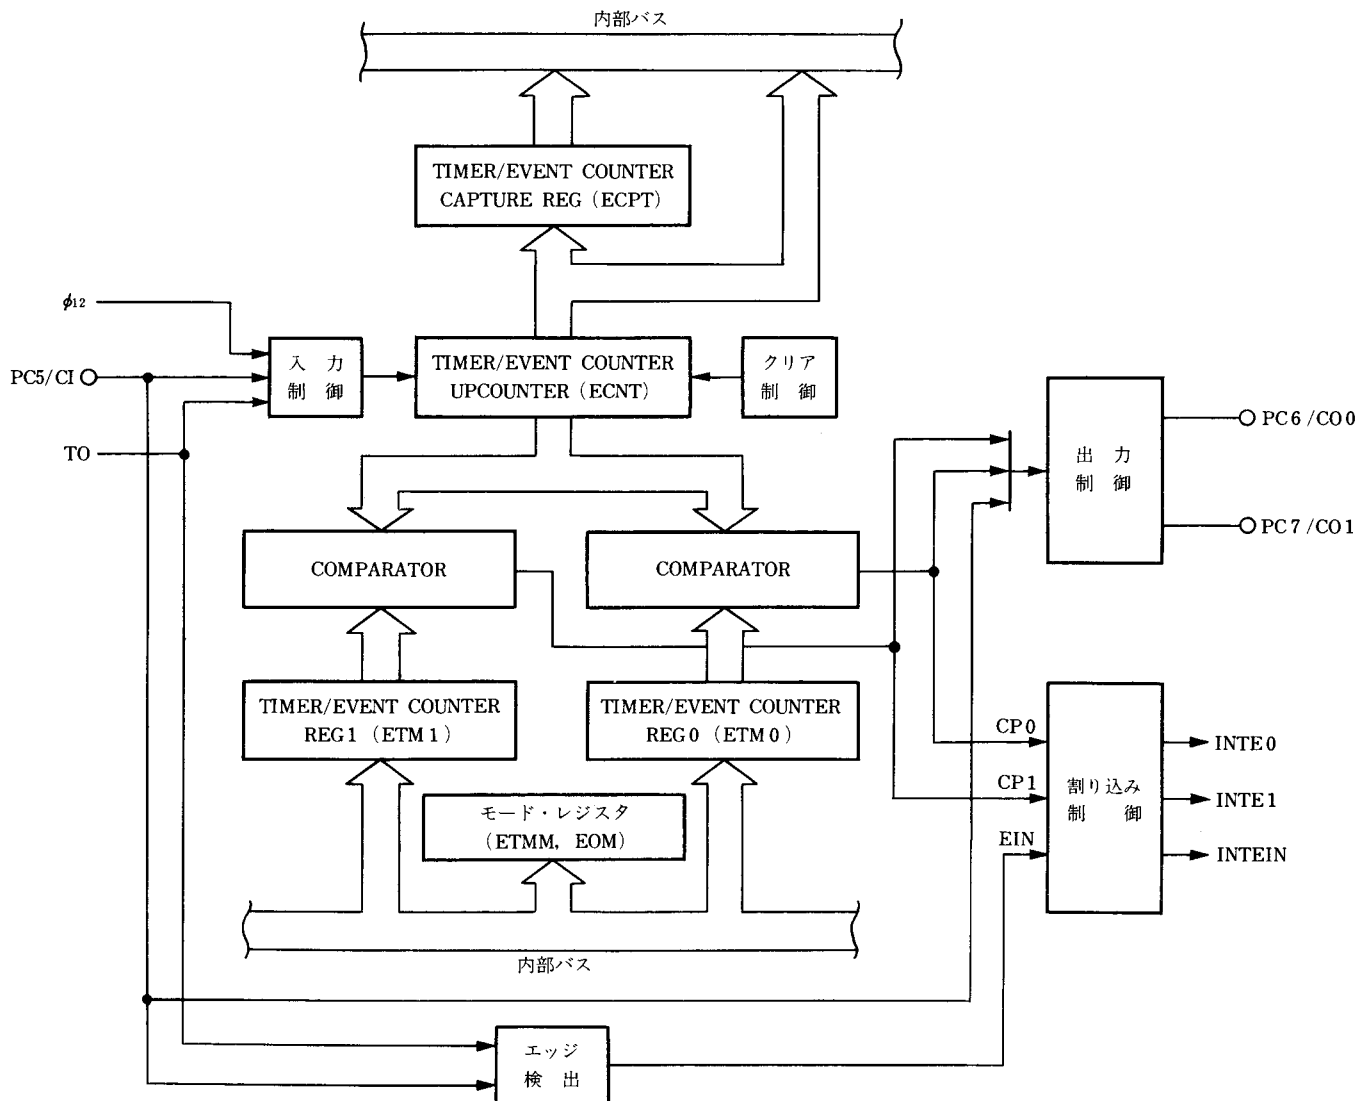 内部バス
TIMER/EVENT COUNTER
CAPTURE REG (ECPT)
φ12
PC5/CI
TO
入力
制御
TIMER/EVENT COUNTER
UPCOUNTER (ECNT)
クリア
制御
出力
制御
PC6/CO0
PC7/CO1
COMPARATOR
COMPARATOR
TIMER/EVENT COUNTER
REG1 (ETM1)
TIMER/EVENT COUNTER
REG0 (ETM0)
モード・レジスタ
(ETMM, EOM)
CP0
CP1
EIN
割り込み
制御
INTE0
INTE1
INTEIN
内部バス
エッジ
検出